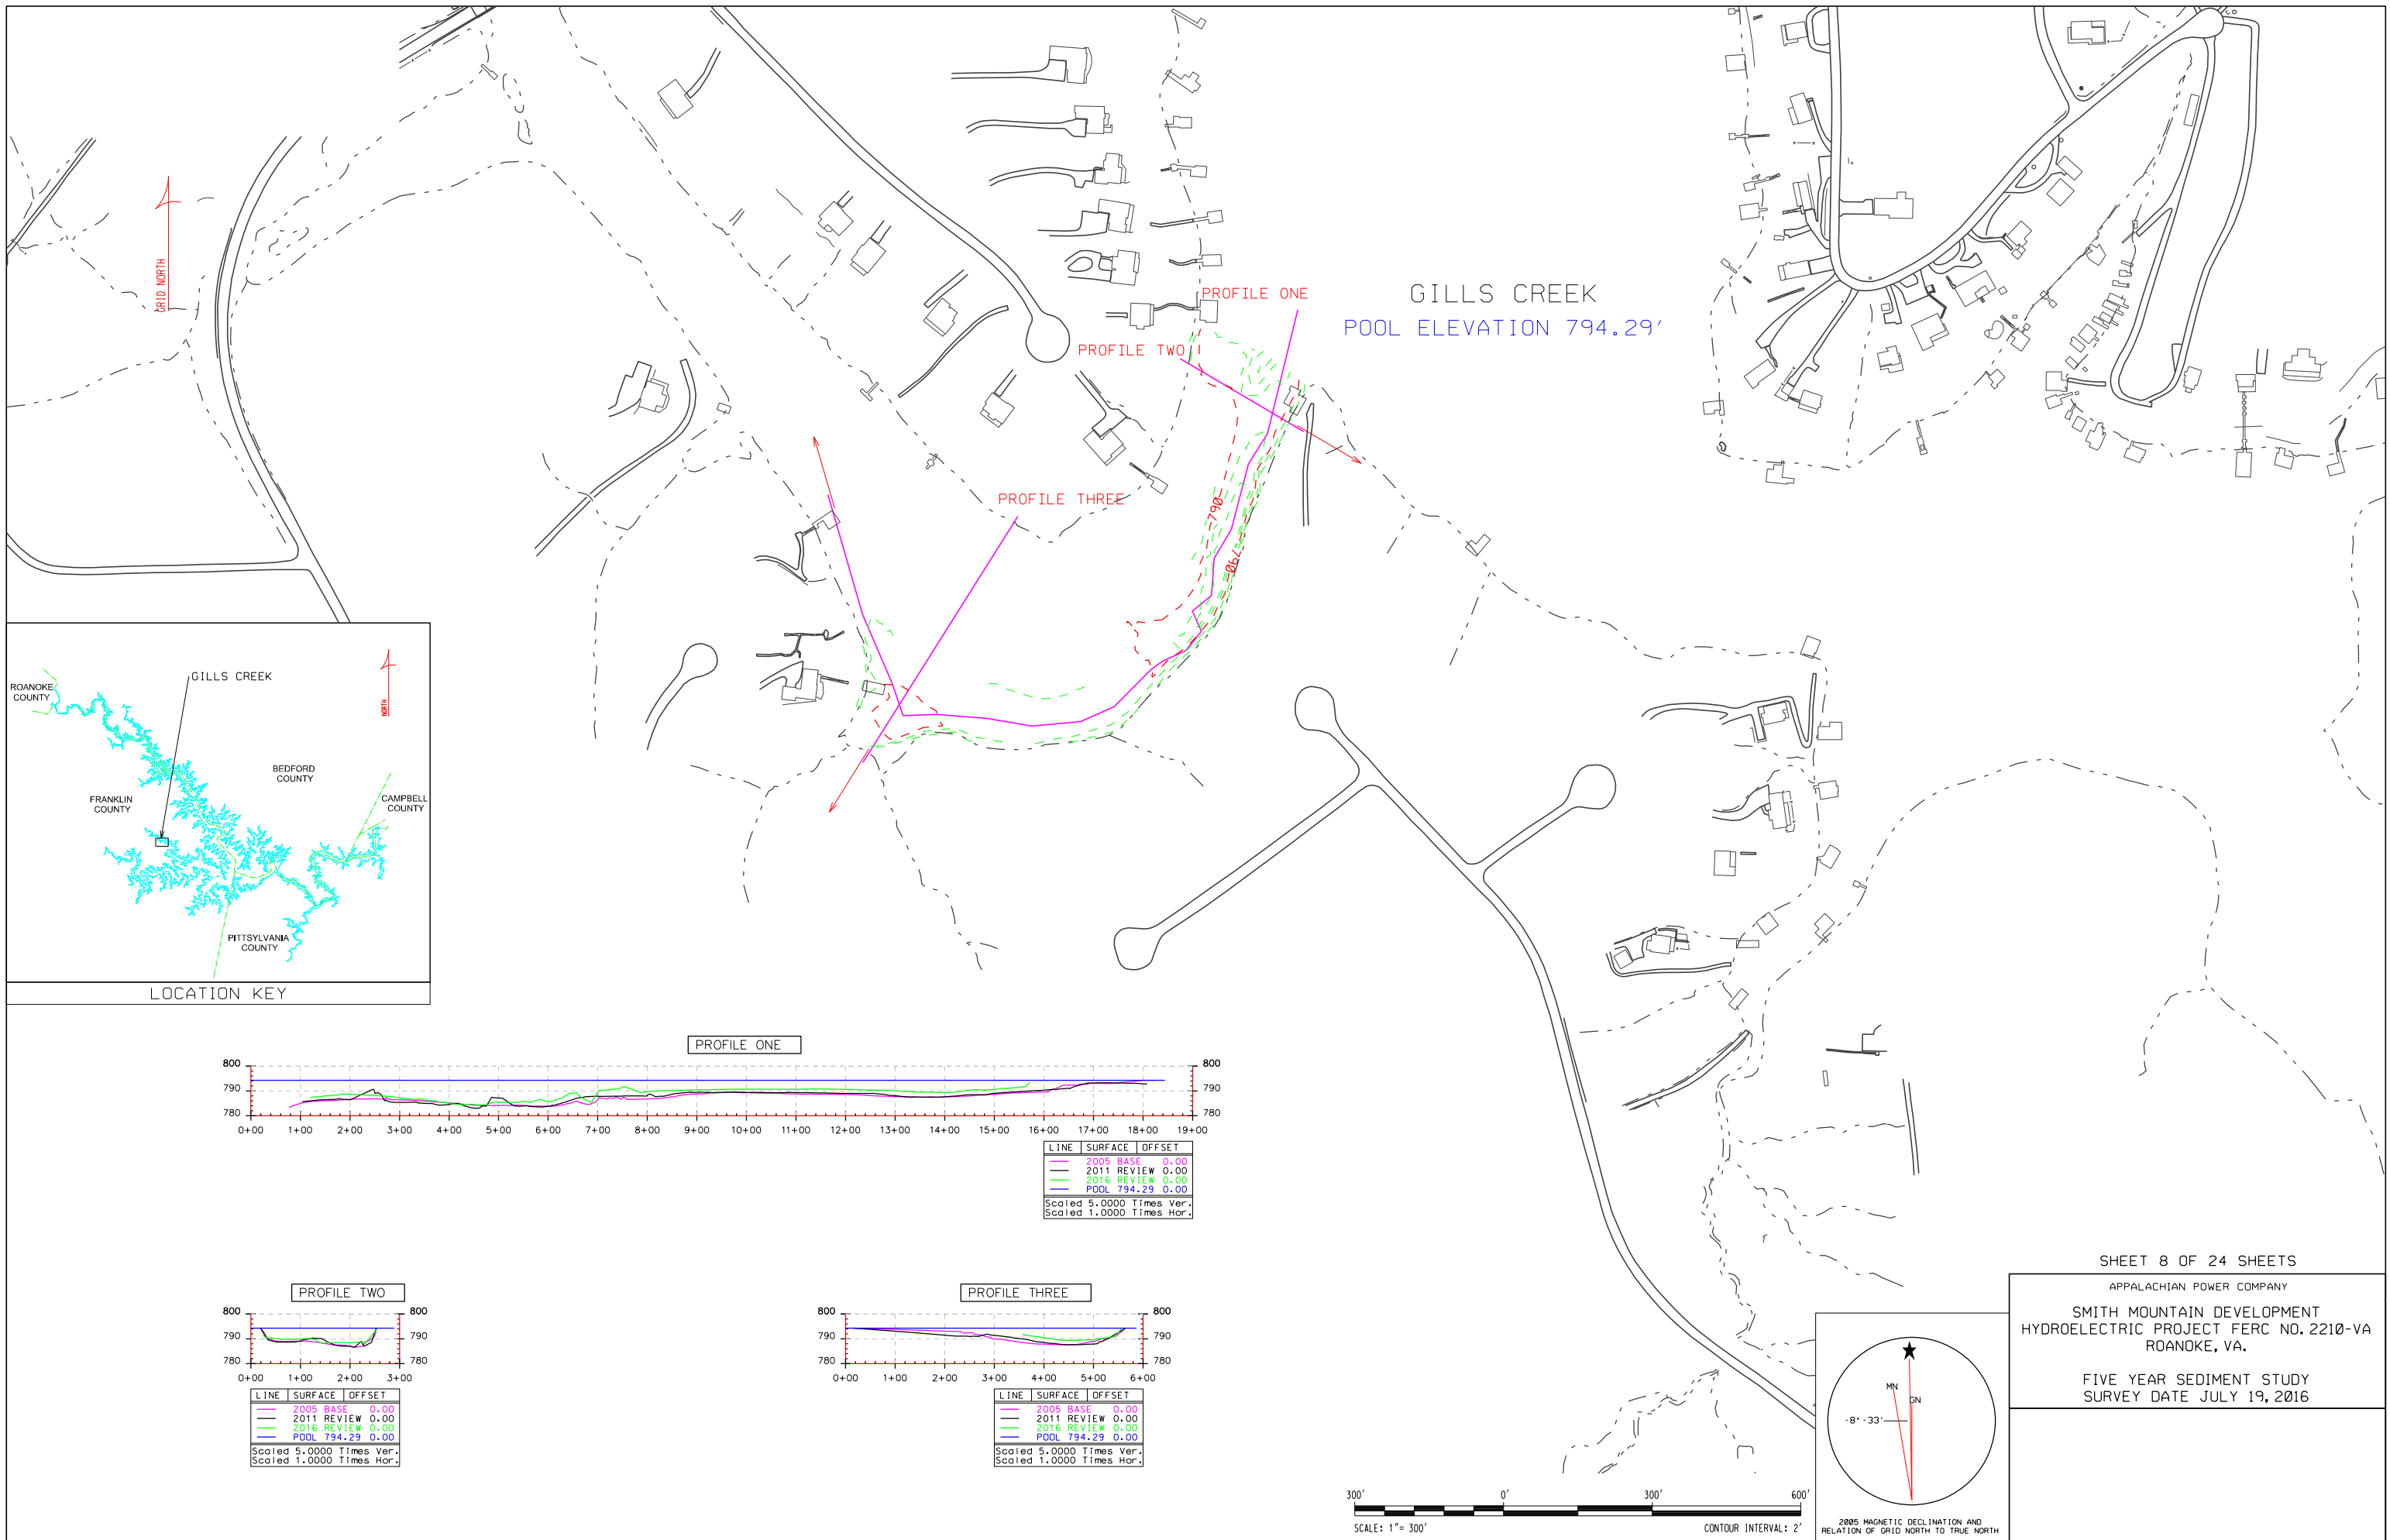 GRID NORTH
PROFILE ONE
GILLS CREEK
POOL ELEVATION 794.29'
PROFILE TWO
PROFILE THREE
790
790
GILLS CREEK
ROANOKE
COUNTY
NORTH
BEDFORD
COUNTY
FRANKLIN
COUNTY
CAMPBELL
COUNTY
PITTSYLVANIA
COUNTY
LOCATION KEY
PROFILE ONE
800 800
790 790
780 780
0+00 1+00 2+00 3+00 4+00 5+00 6+00 7+00 8+00 9+00 10+00 11+00 12+00 13+00 14+00 15+00 16+00 17+00 18+00 19+00
LINE SURFACE OFFSET
2005 BASE 0.00
2011 REVIEW 0.00
2016 REVIEW 0.00
POOL 794.29 0.00
Scaled 5.0000 Times Ver.
Scaled 1.0000 Times Hor.
PROFILE TWO
800 800
790 790
780 780
0+00 1+00 2+00 3+00
LINE SURFACE OFFSET
2005 BASE 0.00
2011 REVIEW 0.00
2016 REVIEW 0.00
POOL 794.29 0.00
Scaled 5.0000 Times Ver.
Scaled 1.0000 Times Hor.
PROFILE THREE
800 800
790 790
780 780
0+00 1+00 2+00 3+00 4+00 5+00 6+00
LINE SURFACE OFFSET
2005 BASE 0.00
2011 REVIEW 0.00
2016 REVIEW 0.00
POOL 794.29 0.00
Scaled 5.0000 Times Ver.
Scaled 1.0000 Times Hor.
300' 0' 300' 600'
SCALE: 1"= 300' CONTOUR INTERVAL: 2'
MN
GN
-8°-33'
2005 MAGNETIC DECLINATION AND
RELATION OF GRID NORTH TO TRUE NORTH
SHEET 8 OF 24 SHEETS
APPALACHIAN POWER COMPANY
SMITH MOUNTAIN DEVELOPMENT
HYDROELECTRIC PROJECT FERC NO. 2210-VA
ROANOKE, VA.
FIVE YEAR SEDIMENT STUDY
SURVEY DATE JULY 19, 2016